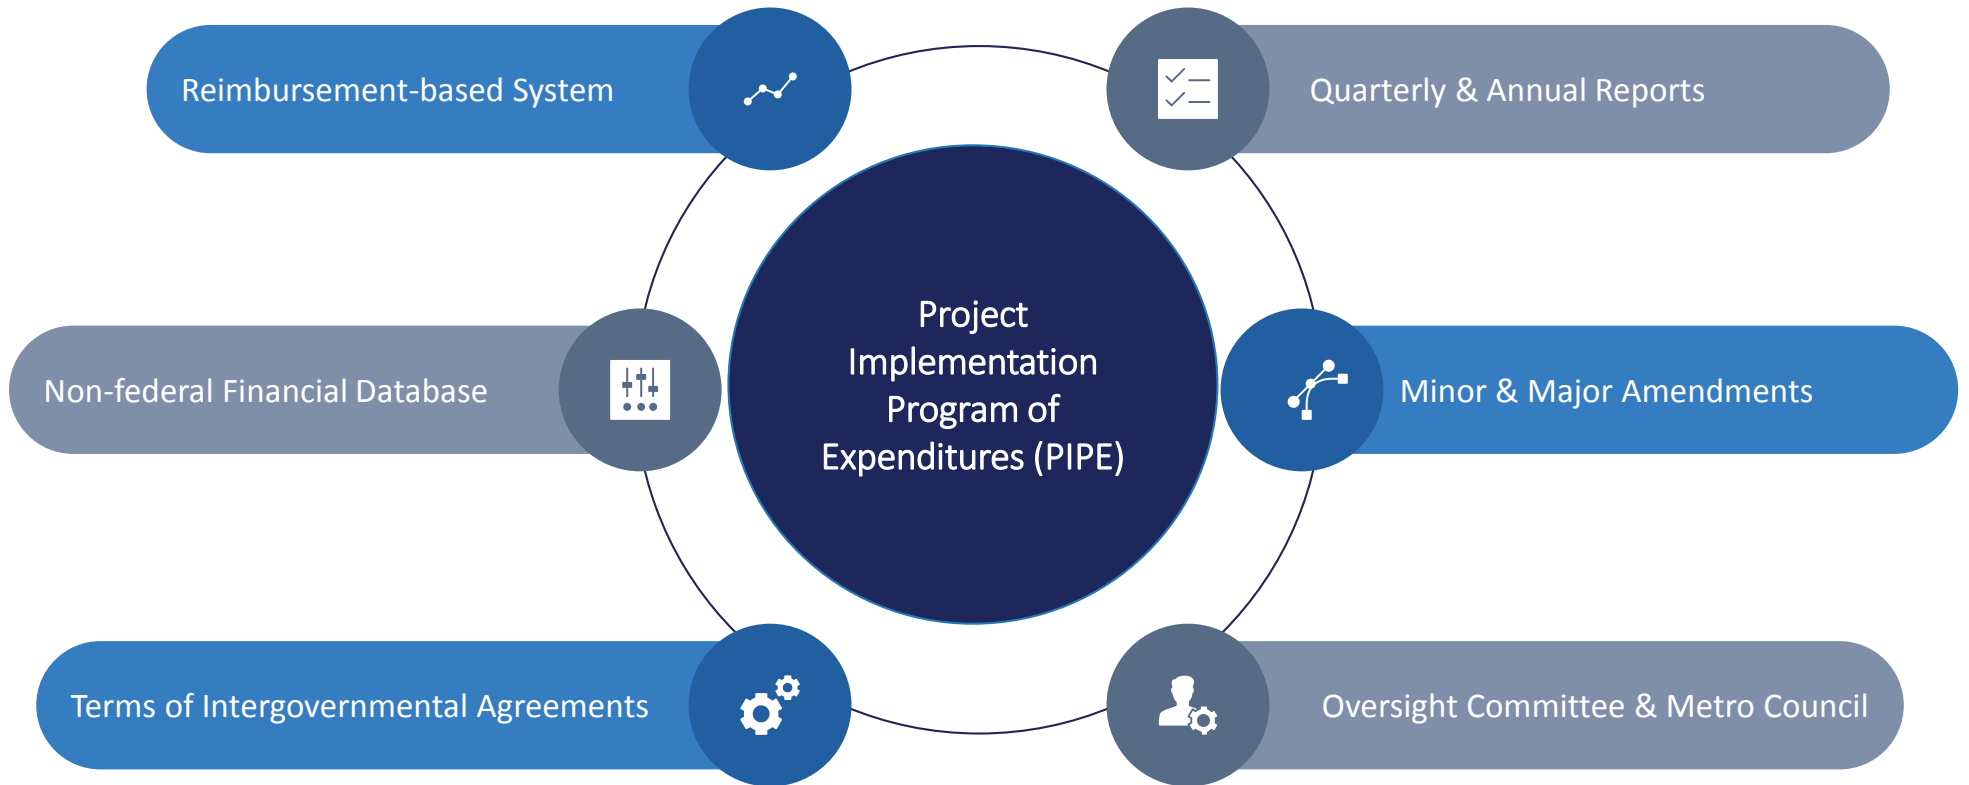 Reimbursement-based System
Quarterly & Annual Reports
Project
Implementation
Program of
Expenditures (PIPE)
Non-federal Financial Database
Minor & Major Amendments
Terms of Intergovernmental Agreements
Oversight Committee & Metro Council